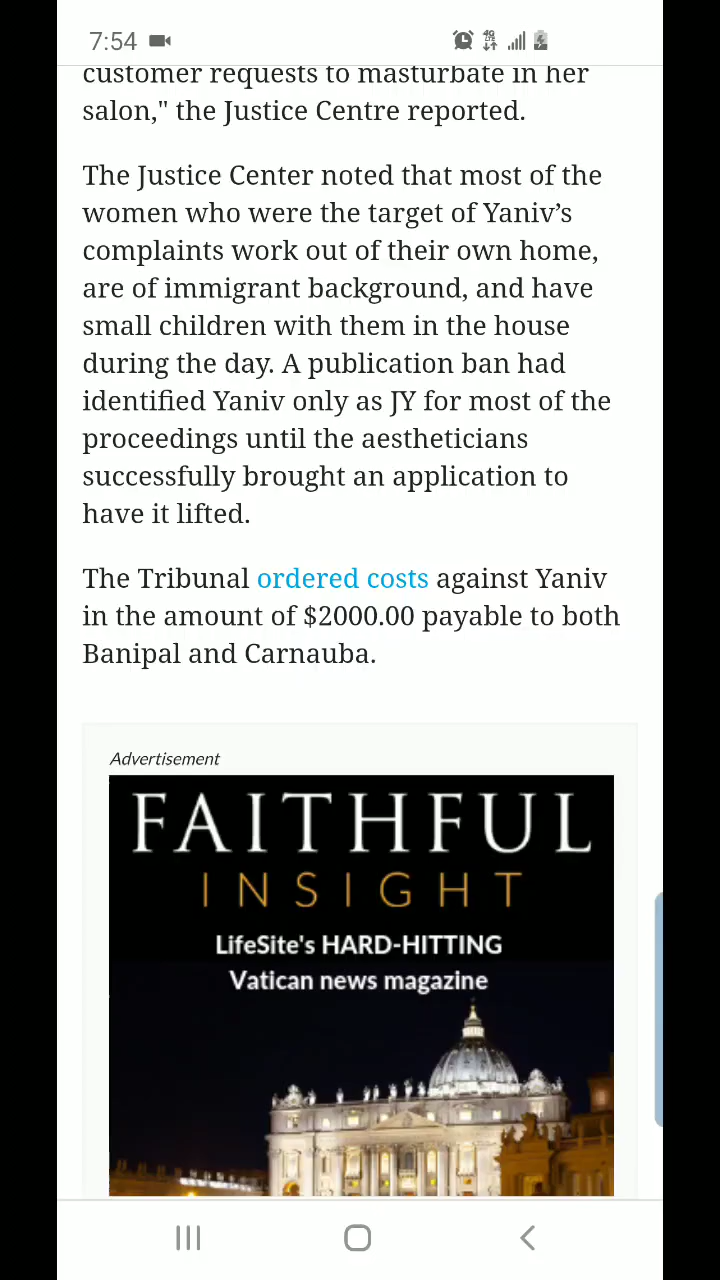 7:54
customer requests to masturbate in her
salon," the Justice Centre reported.
The Justice Center noted that most of the
women who were the target of Yaniv’s
complaints work out of their own home,
are of immigrant background, and have
small children with them in the house
during the day. A publication ban had
identified Yaniv only as JY for most of the
proceedings until the aestheticians
successfully brought an application to
have it lifted.
The Tribunal ordered costs against Yaniv
in the amount of $2000.00 payable to both
Banipal and Carnauba.
Advertisement
FAITHFUL
INSIGHT
LifeSite's HARD-HITTING
Vatican news magazine